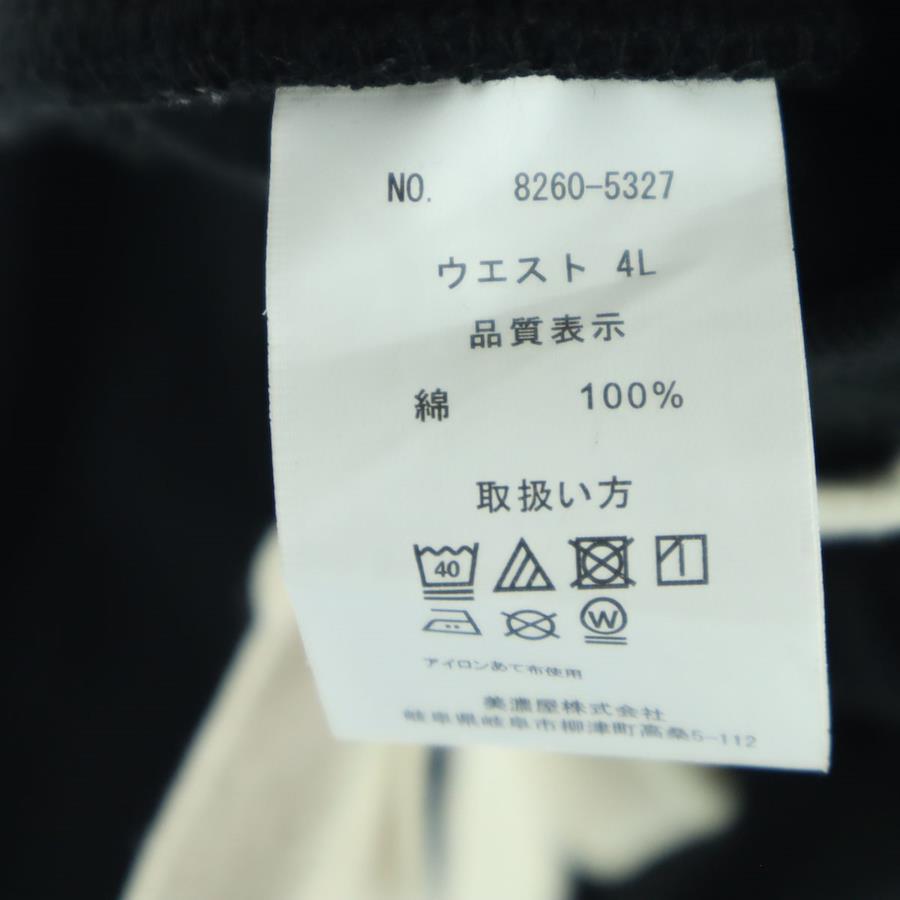 NO. 8260-5327
ウエスト 4L
品質表示
綿 100%
取扱い方
40
W
アイロンあて布使用
美濃屋株式会社
岐阜県岐阜市柳津町高桑5-112